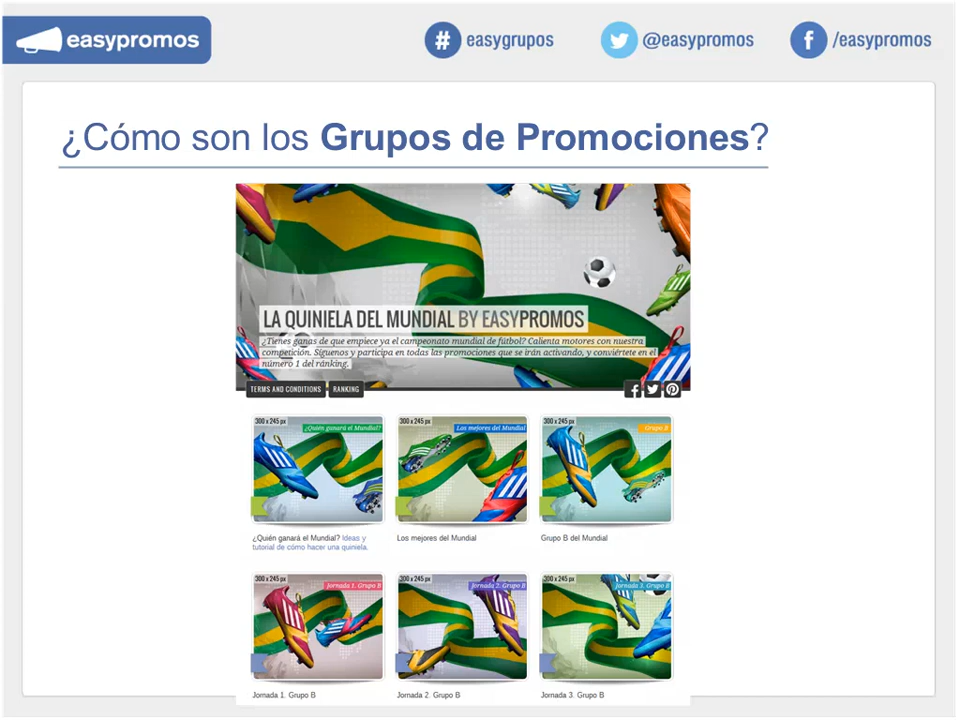 easypromos
# easygrupos
@easypromos
f /easypromos
¿Cómo son los Grupos de Promociones?
LA QUINIELA DEL MUNDIAL BY EASYPROMOS
¿Tienes ganas de que empiece ya el campeonato mundial de fútbol? Calienta motores con nuestra
competición. Síguenos y participa en todas las promociones que se irán activando, y conviértete en el
número 1 del ránking.
TERMS AND CONDITIONS
RANKING
300 x 245 px
¿Quién ganará el Mundial?
300 x 245 px
Los mejores del Mundial
300 x 245 px
Grupo B
¿Quién ganará el Mundial? Ideas y
tutorial de cómo hacer una quiniela.
Los mejores del Mundial
Grupo B del Mundial
300 x 245 px
Jornada 1. Grupo B
300 x 245 px
Jornada 2. Grupo B
300 x 245 px
Jornada 3. Grupo B
Jornada 1. Grupo B
Jornada 2. Grupo B
Jornada 3. Grupo B